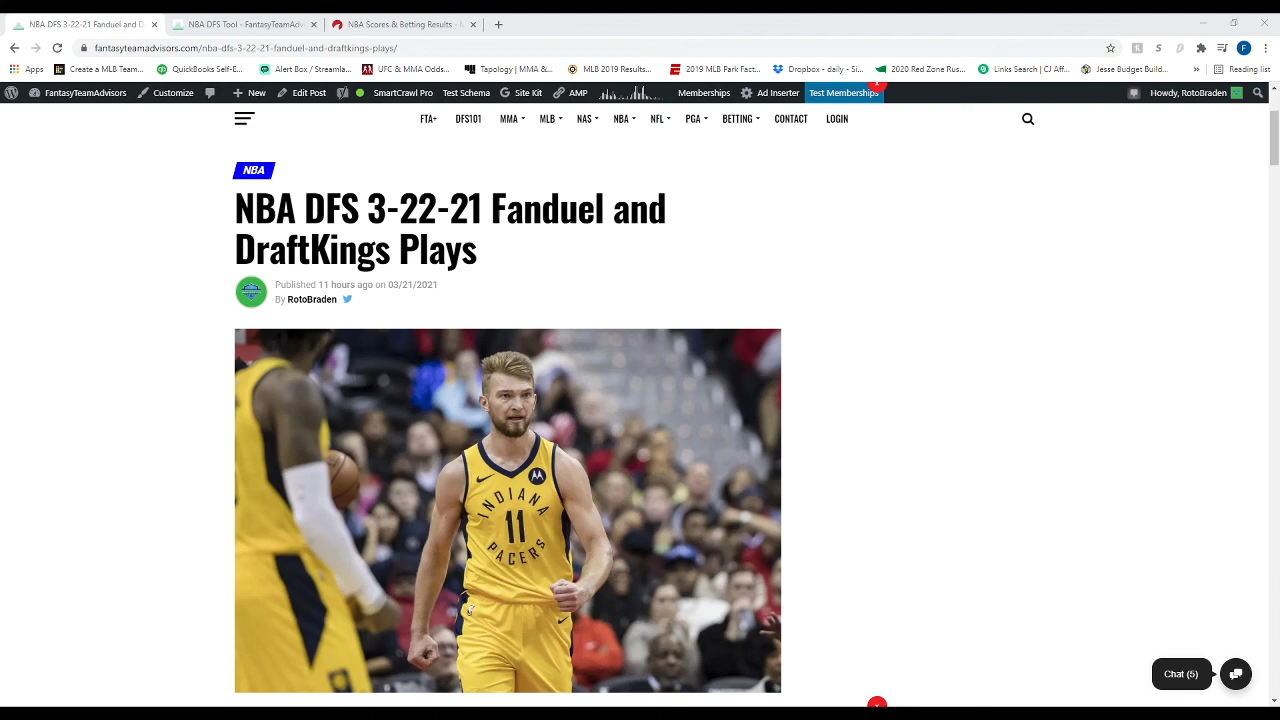 NBA DFS 3-22-21 Fanduel and D
NBA DFS Tool - FantasyTeamAdv
NBA Scores & Betting Results -
fantasyteamadvisors.com/nba-dfs-3-22-21-fanduel-and-draftkings-plays/
F
Apps
Create a MLB Team...
QuickBooks Self-E...
Alert Box / Streamla...
UFC & MMA Odds...
Tapology | MMA &...
MLB 2019 Results...
2019 MLB Park Fact...
Dropbox - daily - Si...
2020 Red Zone Rus...
Links Search | CJ Aff...
Jesse Budget Build...
»
Reading list
FantasyTeamAdvisors
Customize
New
Edit Post
SmartCrawl Pro
Test Schema
Site Kit
AMP
Memberships
Ad Inserter
Test Memberships
Howdy, RotoBraden
FTA+
DFS101
MMA
MLB
NAS
NBA
NFL
PGA
BETTING
CONTACT
LOGIN
NBA
NBA DFS 3-22-21 Fanduel and
DraftKings Plays
Published 11 hours ago on 03/21/2021
By RotoBraden
INDIANA
11
PACERS
Chat (5)